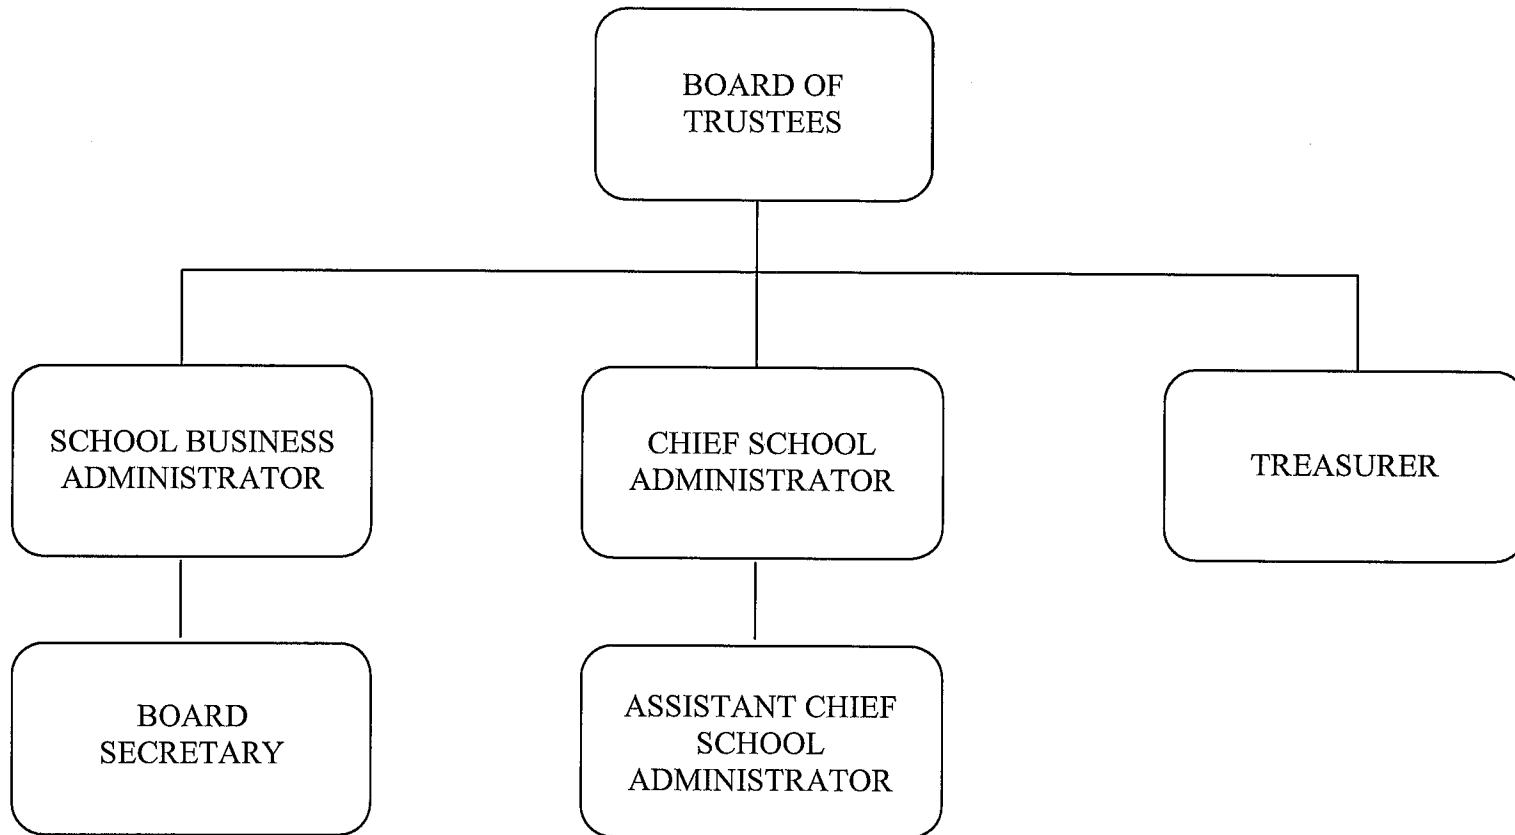 BOARD OF
TRUSTEES
SCHOOL BUSINESS
ADMINISTRATOR
CHIEF SCHOOL
ADMINISTRATOR
TREASURER
BOARD
SECRETARY
ASSISTANT CHIEF
SCHOOL
ADMINISTRATOR